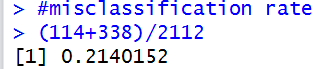 > #misclassification rate
> (114+338)/2112
[1] 0.2140152